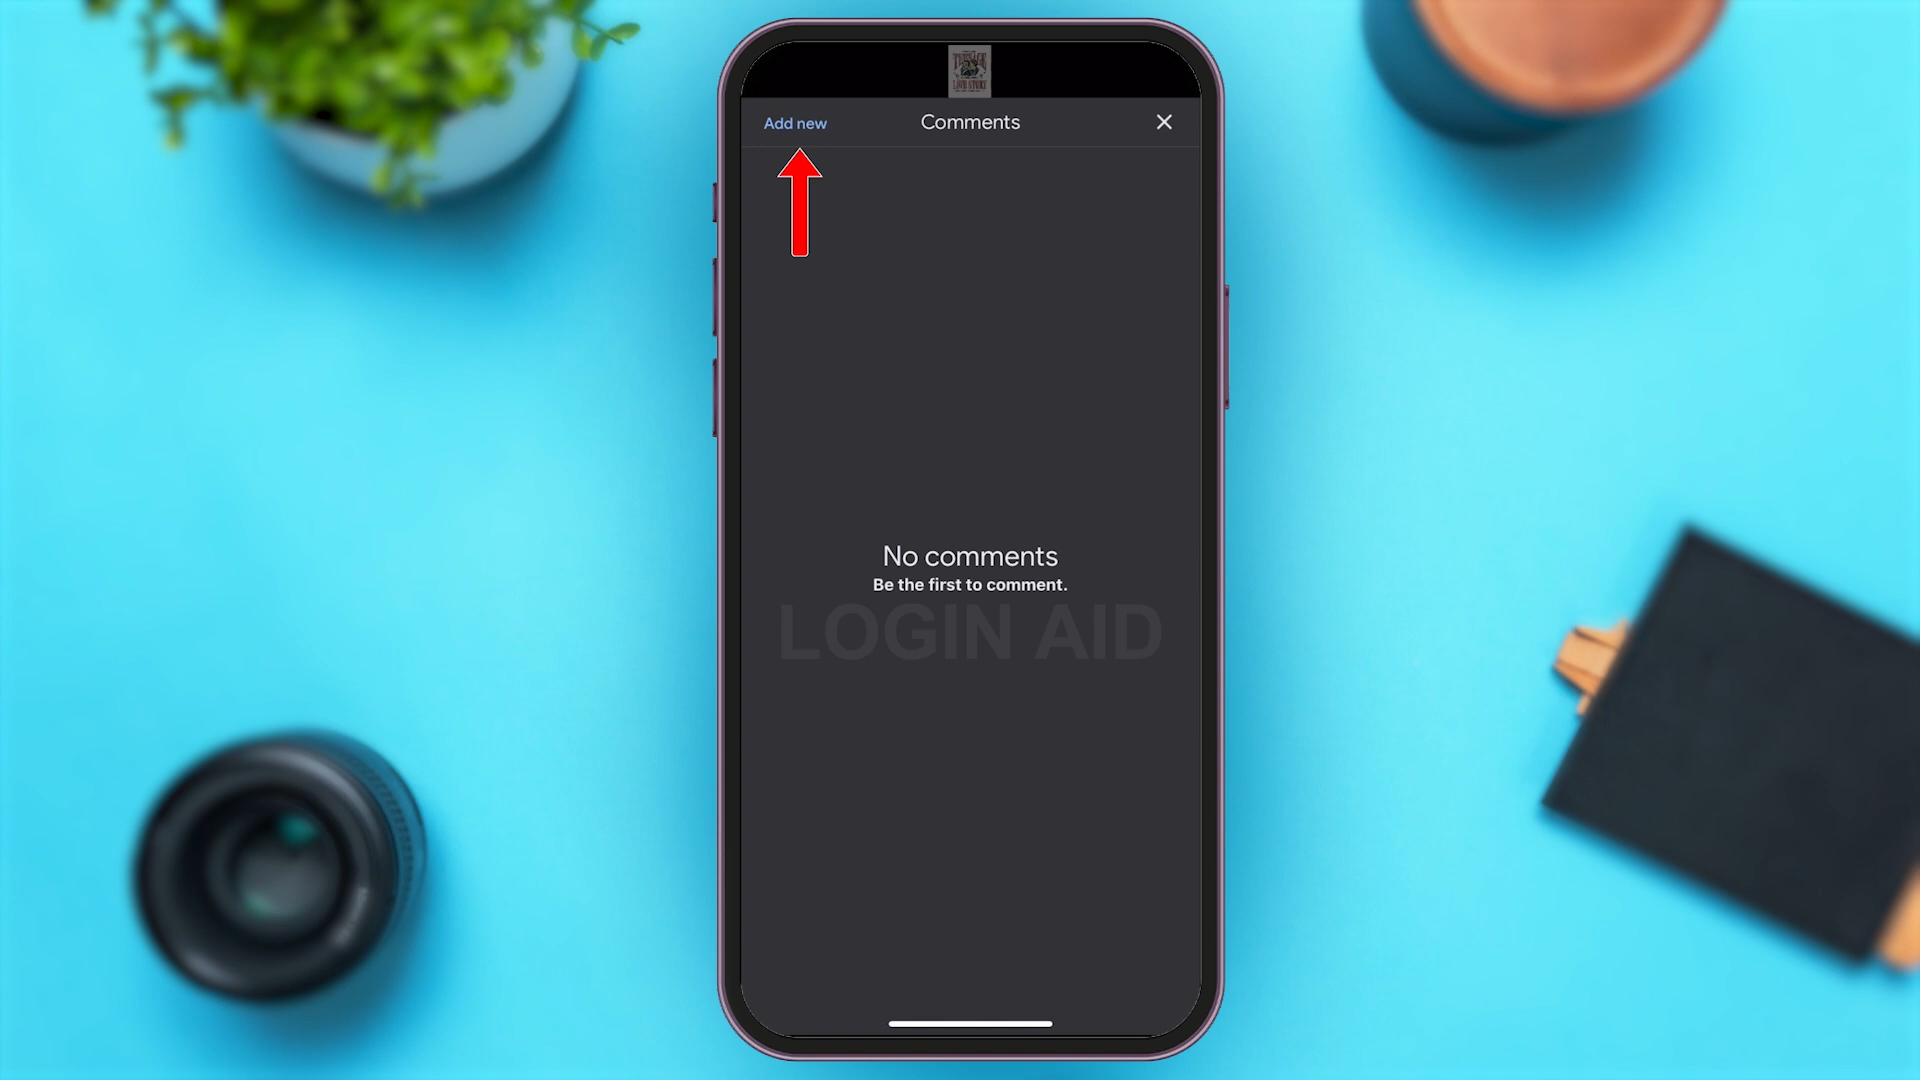 Add new
Comments
No comments
Be the first to comment.
LOGIN AID